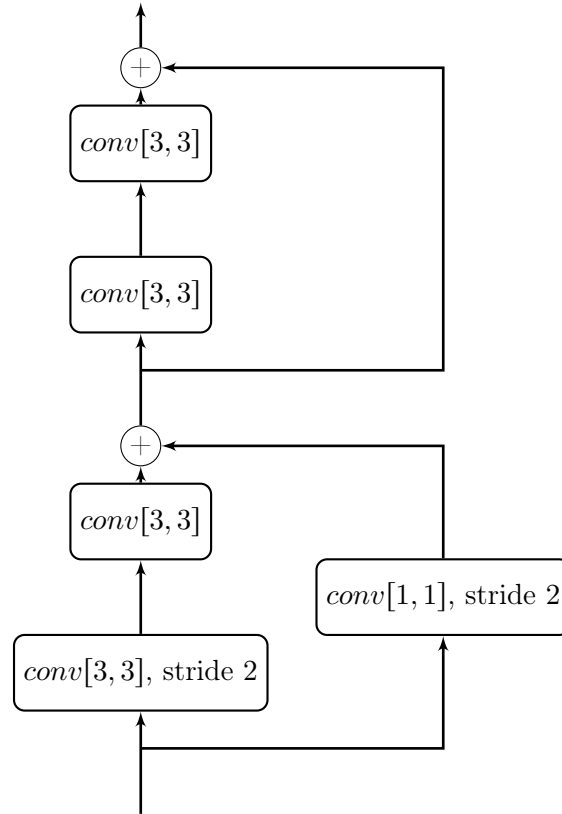 +
conv[3, 3]
conv[3, 3]
+
conv[3, 3]
conv[1, 1], stride 2
conv[3, 3], stride 2